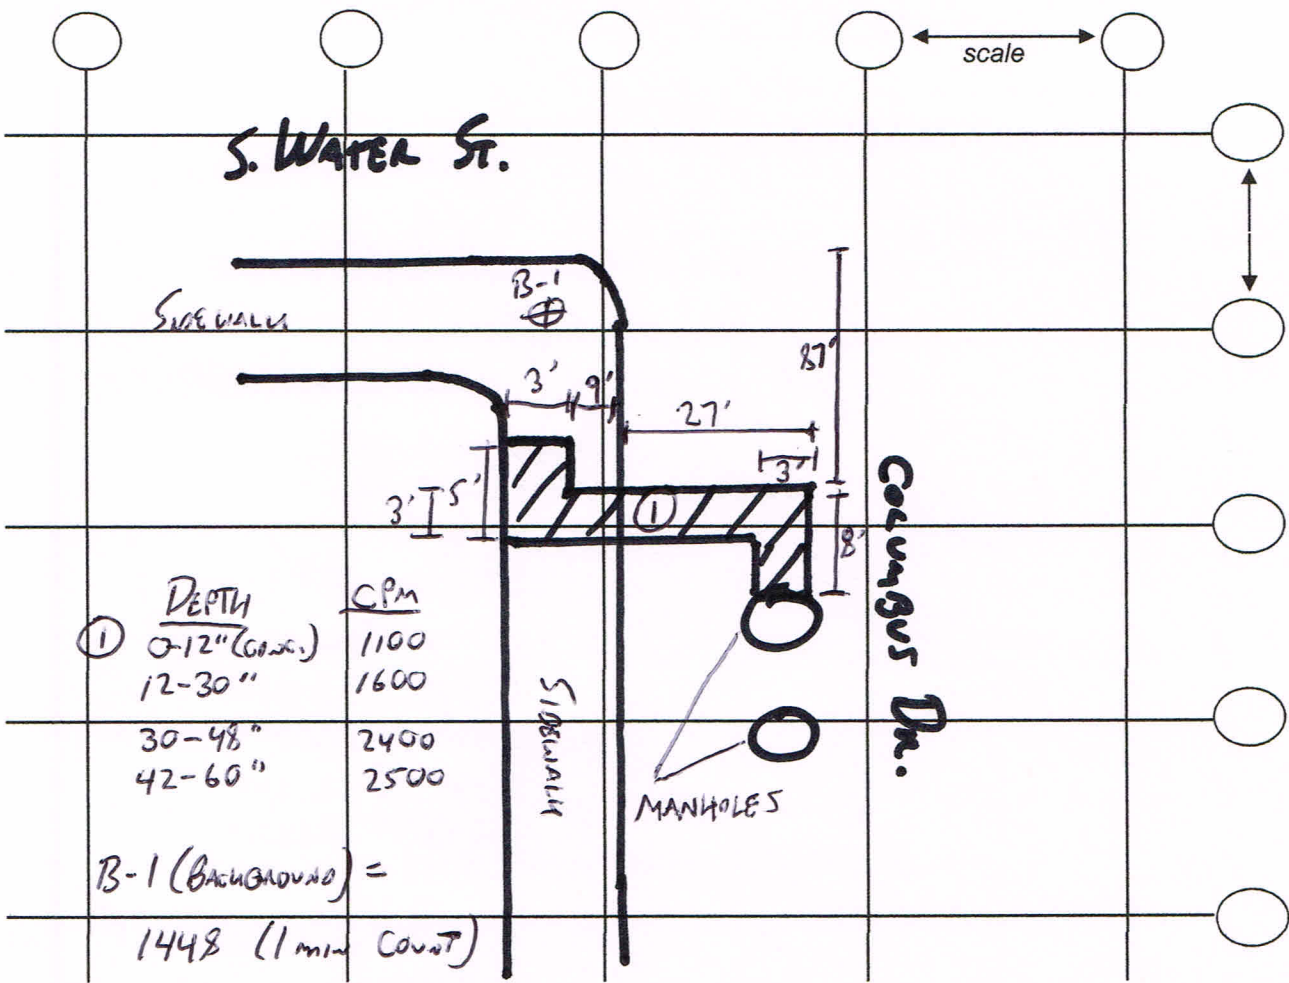 scale
S. WATER ST.
B-1
SIDEWALK
87'
3' 9'
27'
3'
3' 5'
1
8'
COLUMBUS DR.
DEPTH CPM
1 0-12" (CONC.) 1100
12-30" 1600
30-48" 2400
42-60" 2500
SIDEWALK
MANHOLES
B-1 (BACKGROUND) =
1448 (1 MIN COUNT)